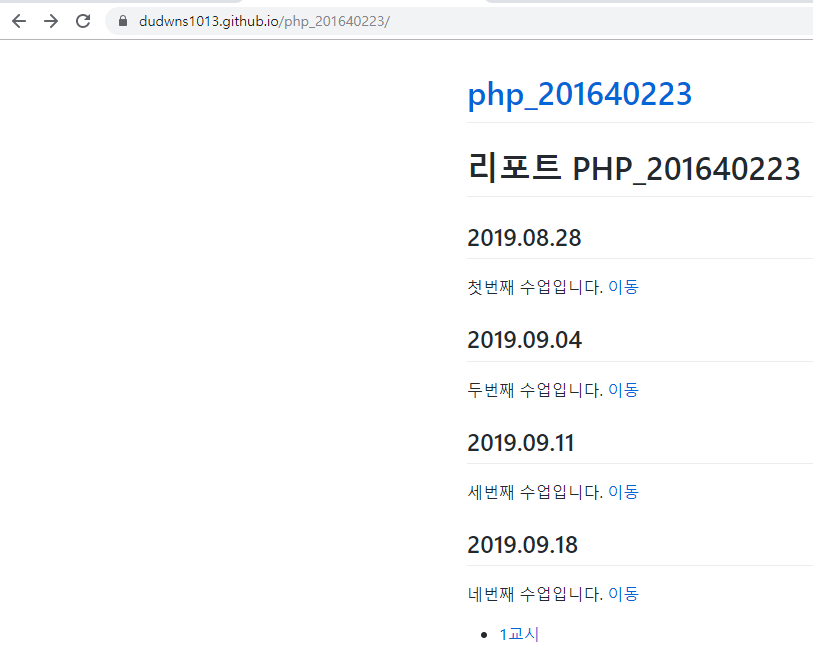 dudwns1013.github.io/php_201640223/
php_201640223
리포트 PHP_201640223
2019.08.28
첫번째 수업입니다. 이동
2019.09.04
두번째 수업입니다. 이동
2019.09.11
세번째 수업입니다. 이동
2019.09.18
네번째 수업입니다. 이동
1교시